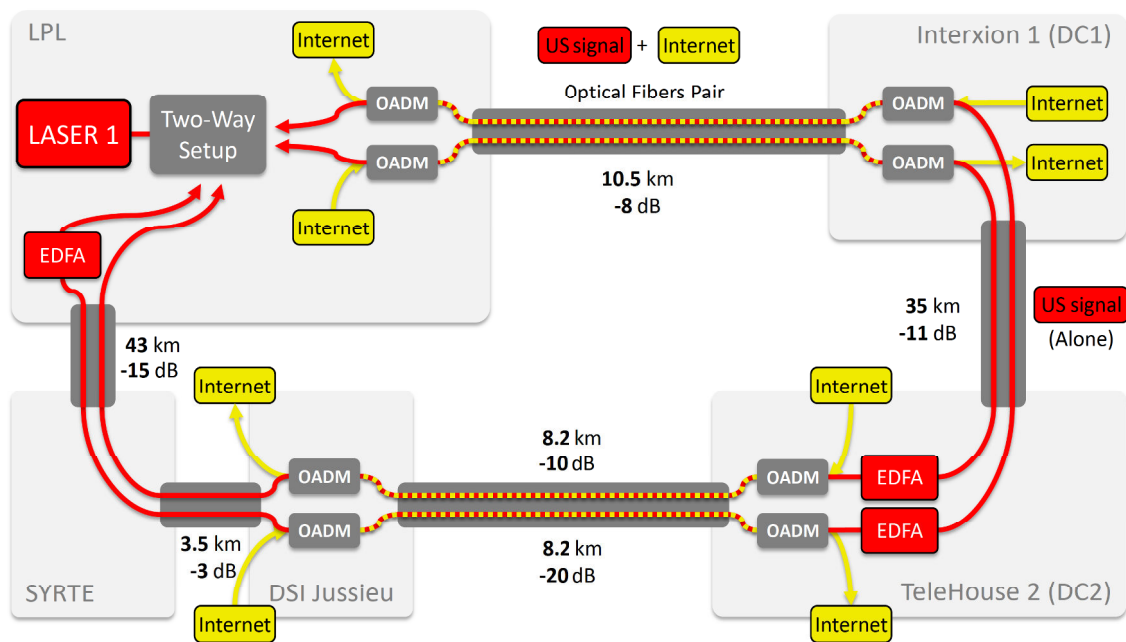 LPL
Internet
US signal + Internet
Interxion 1 (DC1)
Optical Fibers Pair
LASER 1
Two-Way
Setup
OADM
OADM
OADM
Internet
OADM
Internet
10.5 km
-8 dB
Internet
EDFA
35 km
-11 dB
US signal
(Alone)
43 km
-15 dB
Internet
Internet
8.2 km
-10 dB
OADM
OADM
EDFA
OADM
OADM
EDFA
3.5 km
-3 dB
8.2 km
-20 dB
SYRTE
DSI Jussieu
TeleHouse 2 (DC2)
Internet
Internet